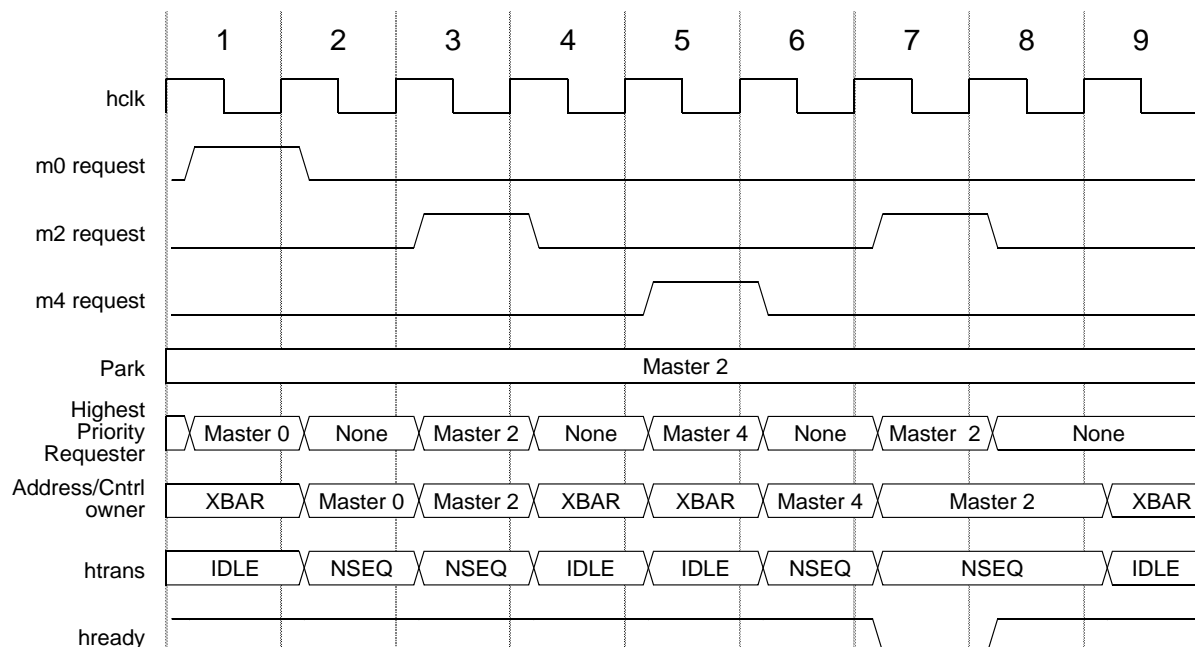 1 2 3 4 5 6 7 8 9
hclk
m0 request
m2 request
m4 request
Park Master 2
Highest
Priority
Requester
Master 0 None Master 2 None Master 4 None Master 2 None
Address/Cntrl
owner
XBAR Master 0 Master 2 XBAR XBAR Master 4 Master 2 XBAR
htrans IDLE NSEQ NSEQ IDLE IDLE NSEQ NSEQ IDLE
hready